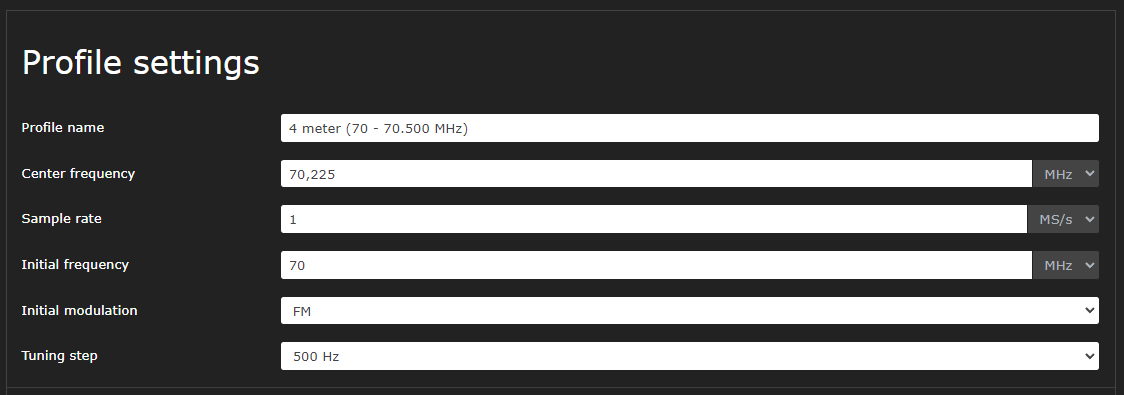 Profile settings
Profile name 4 meter (70 - 70.500 MHz)
Center frequency 70,225 MHz
Sample rate 1 MS/s
Initial frequency 70 MHz
Initial modulation FM
Tuning step 500 Hz